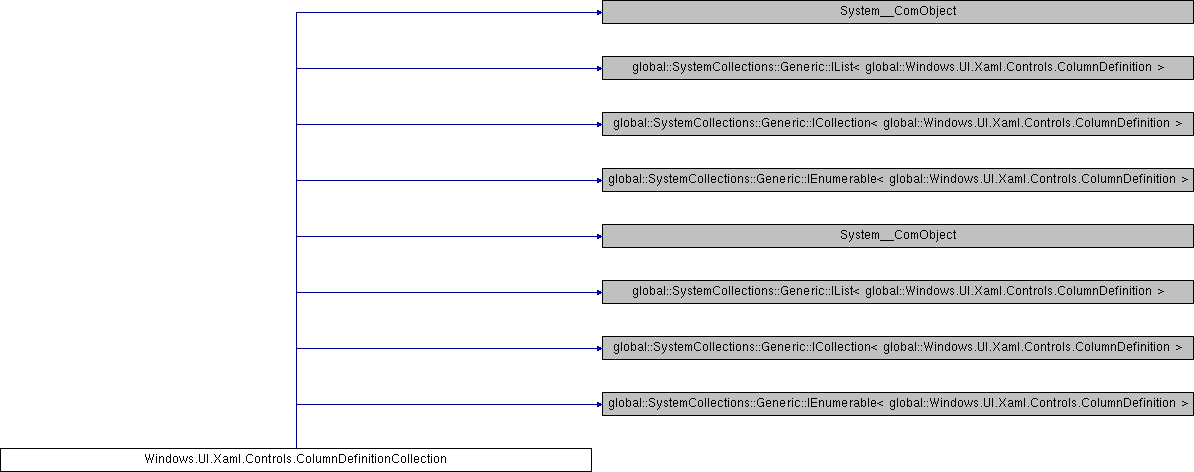 System__ComObject
global::SystemCollections::Generic::IList< global::Windows.UI.Xaml.Controls.ColumnDefinition >
global::SystemCollections::Generic::ICollection< global::Windows.UI.Xaml.Controls.ColumnDefinition >
global::SystemCollections::Generic::IEnumerable< global::Windows.UI.Xaml.Controls.ColumnDefinition >
System__ComObject
global::SystemCollections::Generic::IList< global::Windows.UI.Xaml.Controls.ColumnDefinition >
global::SystemCollections::Generic::ICollection< global::Windows.UI.Xaml.Controls.ColumnDefinition >
global::SystemCollections::Generic::IEnumerable< global::Windows.UI.Xaml.Controls.ColumnDefinition >
Windows.UI.Xaml.Controls.ColumnDefinitionCollection